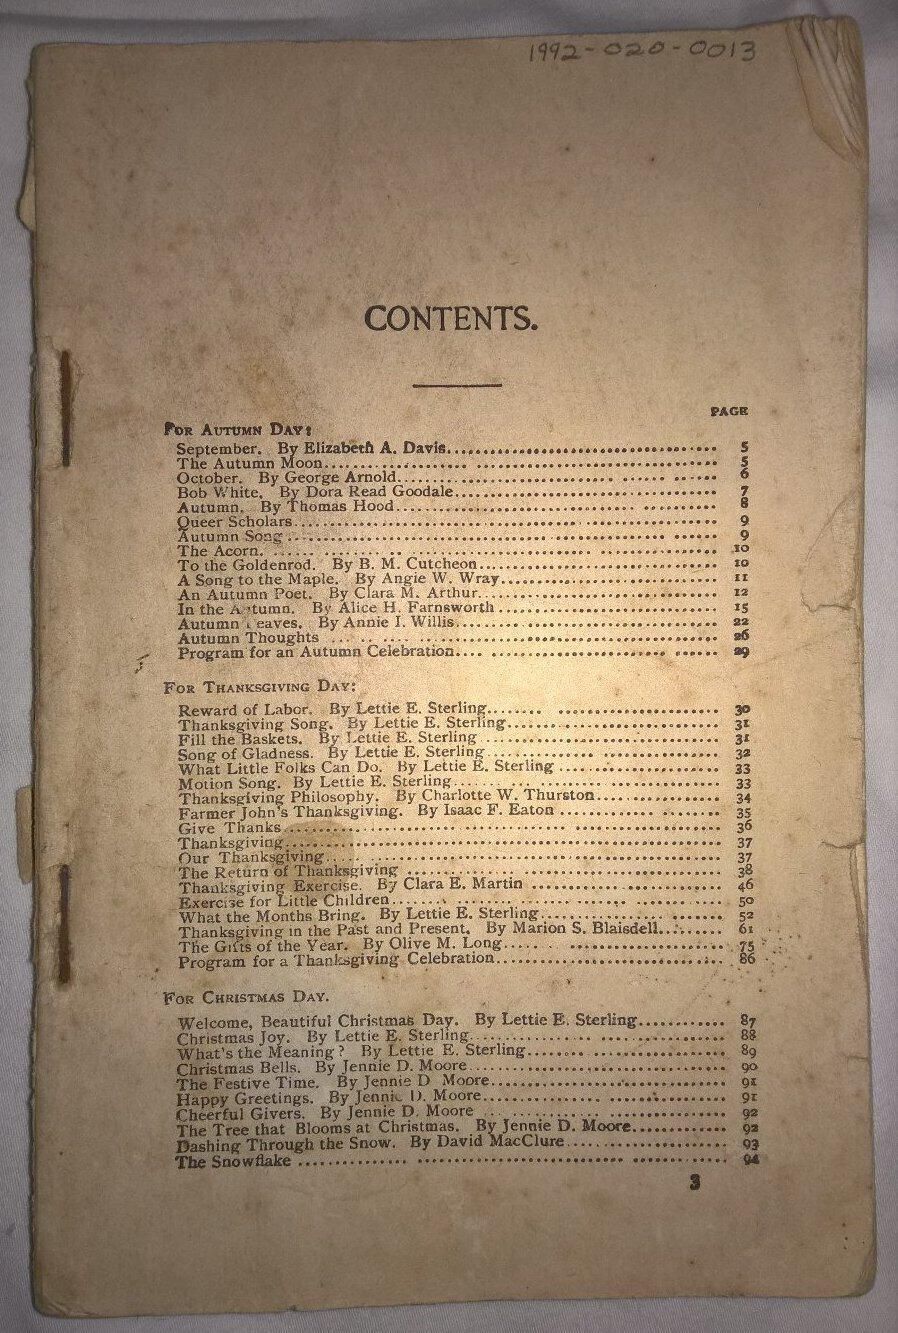 1992-020-0013
CONTENTS.
PAGE
FOR AUTUMN DAY:
September. By Elizabeth A. Davis. 5
The Autumn Moon. 5
October. By George Arnold. 6
Bob White. By Dora Read Goodale. 7
Autumn. By Thomas Hood. 8
Queer Scholars. 9
Autumn Song 9
The Acorn. 10
To the Goldenrod. By B. M. Cutcheon. 10
A Song to the Maple. By Angie W. Wray. 11
An Autumn Poet. By Clara M. Arthur. 12
In the Autumn. By Alice H. Farnsworth 15
Autumn Leaves. By Annie I. Willis. 22
Autumn Thoughts 26
Program for an Autumn Celebration. 29
FOR THANKSGIVING DAY:
Reward of Labor. By Lettie E. Sterling. 30
Thanksgiving Song. By Lettie E. Sterling. 31
Fill the Baskets. By Lettie E. Sterling 31
Song of Gladness. By Lettie E. Sterling 32
What Little Folks Can Do. By Lettie E. Sterling 33
Motion Song. By Lettie E. Sterling 33
Thanksgiving Philosophy. By Charlotte W. Thurston. 34
Farmer John's Thanksgiving. By Isaac F. Eaton 35
Give Thanks 36
Thanksgiving 37
Our Thanksgiving 37
The Return of Thanksgiving 38
Thanksgiving Exercise. By Clara E. Martin 46
Exercise for Little Children 50
What the Months Bring. By Lettie E. Sterling. 52
Thanksgiving in the Past and Present. By Marion S. Blaisdell. 61
The Gifts of the Year. By Olive M. Long. 75
Program for a Thanksgiving Celebration. 86
FOR CHRISTMAS DAY.
Welcome, Beautiful Christmas Day. By Lettie E. Sterling. 87
Christmas Joy. By Lettie E. Sterling. 88
What's the Meaning? By Lettie E. Sterling. 89
Christmas Bells. By Jennie D. Moore. 90
The Festive Time. By Jennie D Moore. 91
Happy Greetings. By Jennie D. Moore. 91
Cheerful Givers. By Jennie D. Moore 92
The Tree that Blooms at Christmas. By Jennie D. Moore. 92
Dashing Through the Snow. By David MacClure. 93
The Snowflake 94
3